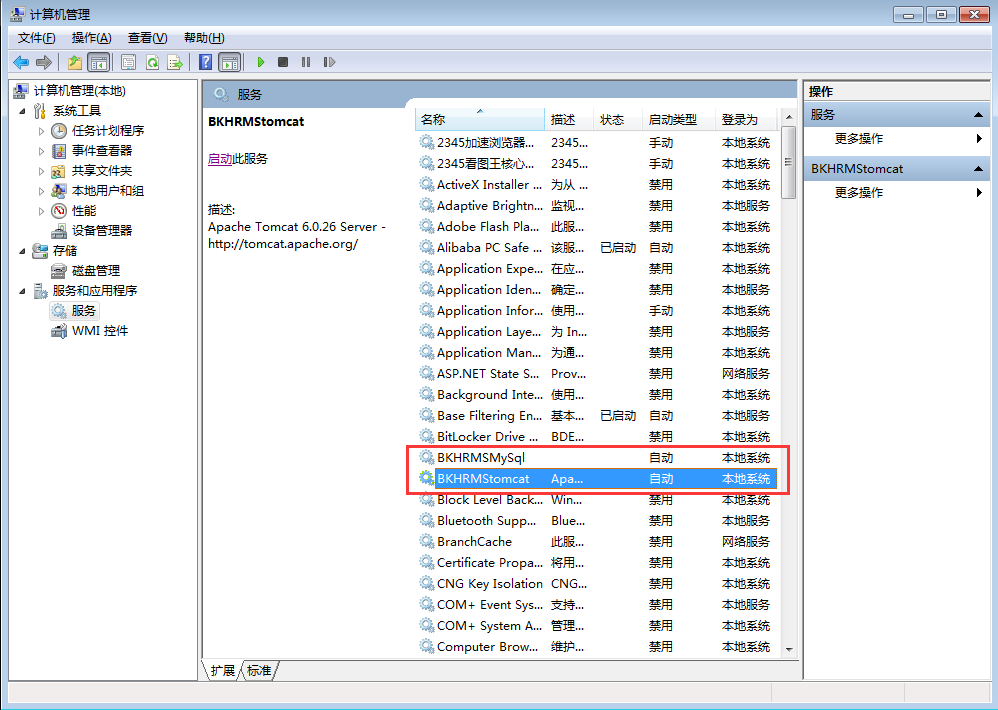 计算机管理
文件(F) 操作(A) 查看(V) 帮助(H)
计算机管理(本地)
系统工具
任务计划程序
事件查看器
共享文件夹
本地用户和组
性能
设备管理器
存储
磁盘管理
服务和应用程序
服务
WMI 控件
服务
BKHRMStomcat
启动此服务
描述:
Apache Tomcat 6.0.26 Server -
http://tomcat.apache.org/
名称 描述 状态 启动类型 登录为
2345加速浏览器... 2345... 手动 本地系统
2345看图王核心... 2345... 手动 本地系统
ActiveX Installer ... 为从 ... 禁用 本地系统
Adaptive Brightn... 监视... 禁用 本地服务
Adobe Flash Pla... 此服... 禁用 本地系统
Alibaba PC Safe ... 该服... 已启动 自动 本地系统
Application Expe... 在应... 禁用 本地系统
Application Iden... 确定... 禁用 本地服务
Application Infor... 使用... 手动 本地系统
Application Laye... 为 In... 禁用 本地服务
Application Man... 为通... 禁用 本地系统
ASP.NET State S... Prov... 禁用 网络服务
Background Inte... 使用... 禁用 本地系统
Base Filtering En... 基本... 已启动 自动 本地服务
BitLocker Drive ... BDE... 禁用 本地系统
BKHRMSMySql 自动 本地系统
BKHRMStomcat Apa... 自动 本地系统
Block Level Back... Win... 禁用 本地系统
Bluetooth Supp... Blue... 禁用 本地服务
BranchCache 此服... 禁用 网络服务
Certificate Propa... 将用... 禁用 本地系统
CNG Key Isolation CNG... 禁用 本地系统
COM+ Event Sys... 支持... 禁用 本地服务
COM+ System A... 管理... 禁用 本地系统
Computer Brow... 维护... 禁用 本地系统
扩展 标准
操作
服务
更多操作
BKHRMStomcat
更多操作